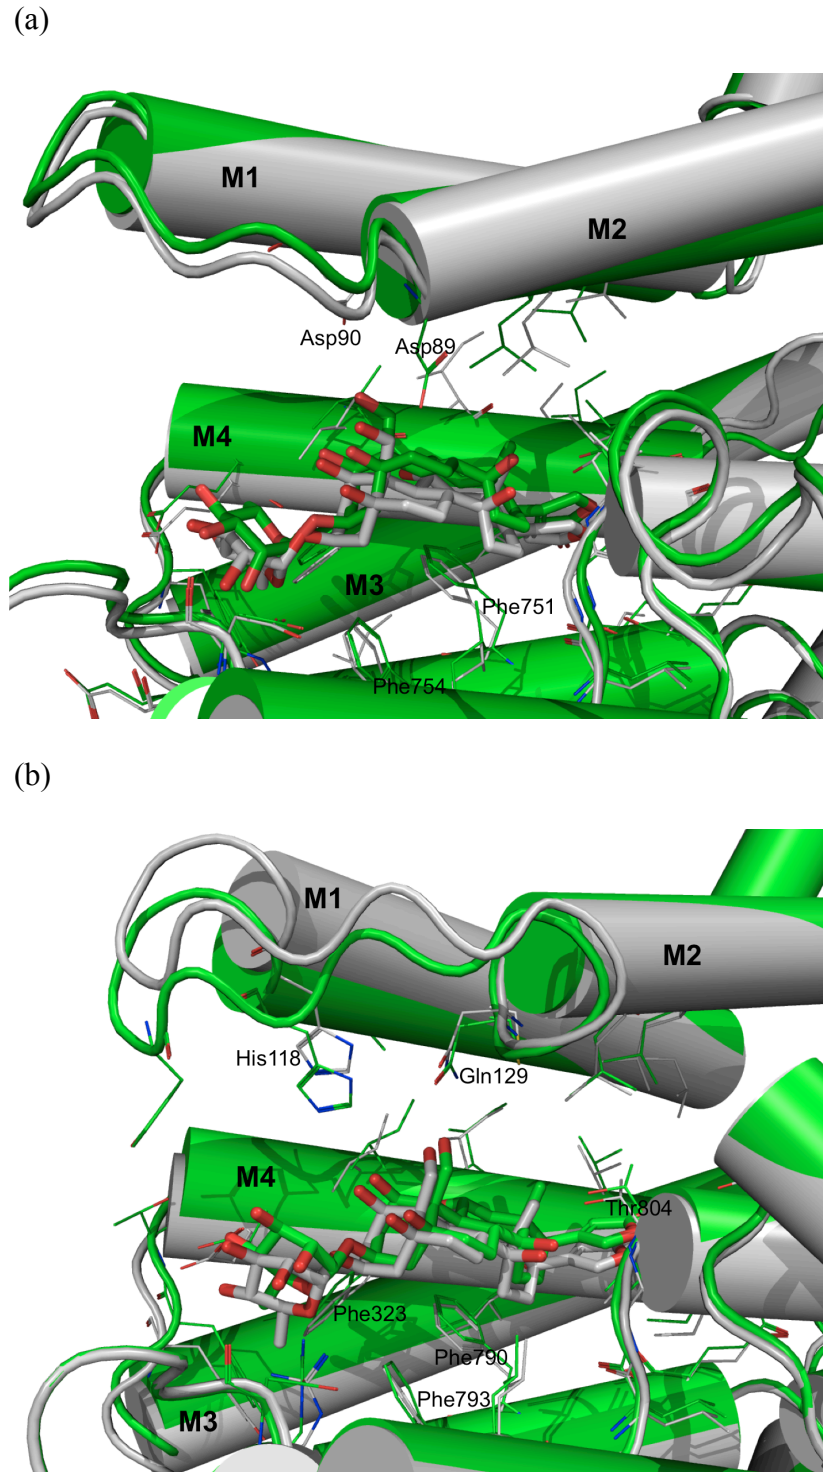 (a)
M1
M2
Asp90
Asp89
M4
M3
Phe751
Phe754
(b)
M1
M2
His118
Gln129
M4
Thr804
Phe323
Phe790
Phe793
M3